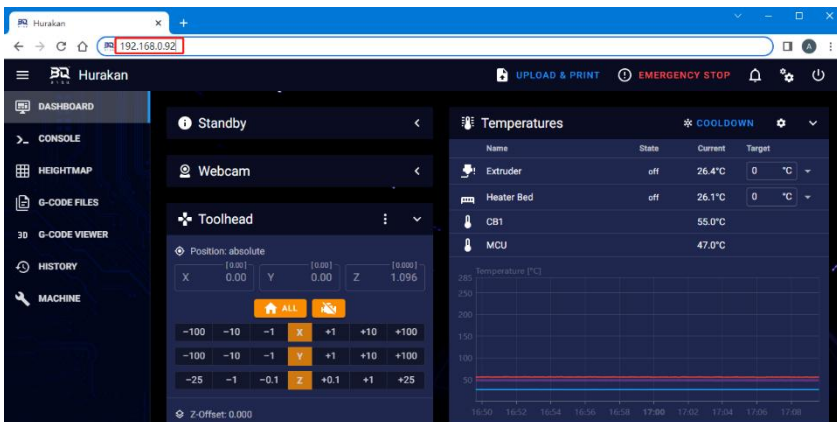 Hurakan
192.168.0.92
A
BQ Hurakan
UPLOAD & PRINT
EMERGENCY STOP
DASHBOARD
CONSOLE
HEIGHTMAP
G-CODE FILES
3D G-CODE VIEWER
HISTORY
MACHINE
Standby
Webcam
Toolhead
Position: absolute
[0.00] [0.00] [0.000]
X 0.00 Y 0.00 Z 1.096
ALL
-100 -10 -1 X +1 +10 +100
-100 -10 -1 Y +1 +10 +100
-25 -1 -0.1 Z +0.1 +1 +25
Z-Offset: 0.000
Temperatures
COOLDOWN
Name State Current Target
Extruder off 26.4°C 0 °C
Heater Bed off 26.1°C 0 °C
CB1 55.0°C
MCU 47.0°C
Temperature [°C]
285
250
200
150
100
50
16:50 16:52 16:54 16:56 16:58 17:00 17:02 17:04 17:06 17:08